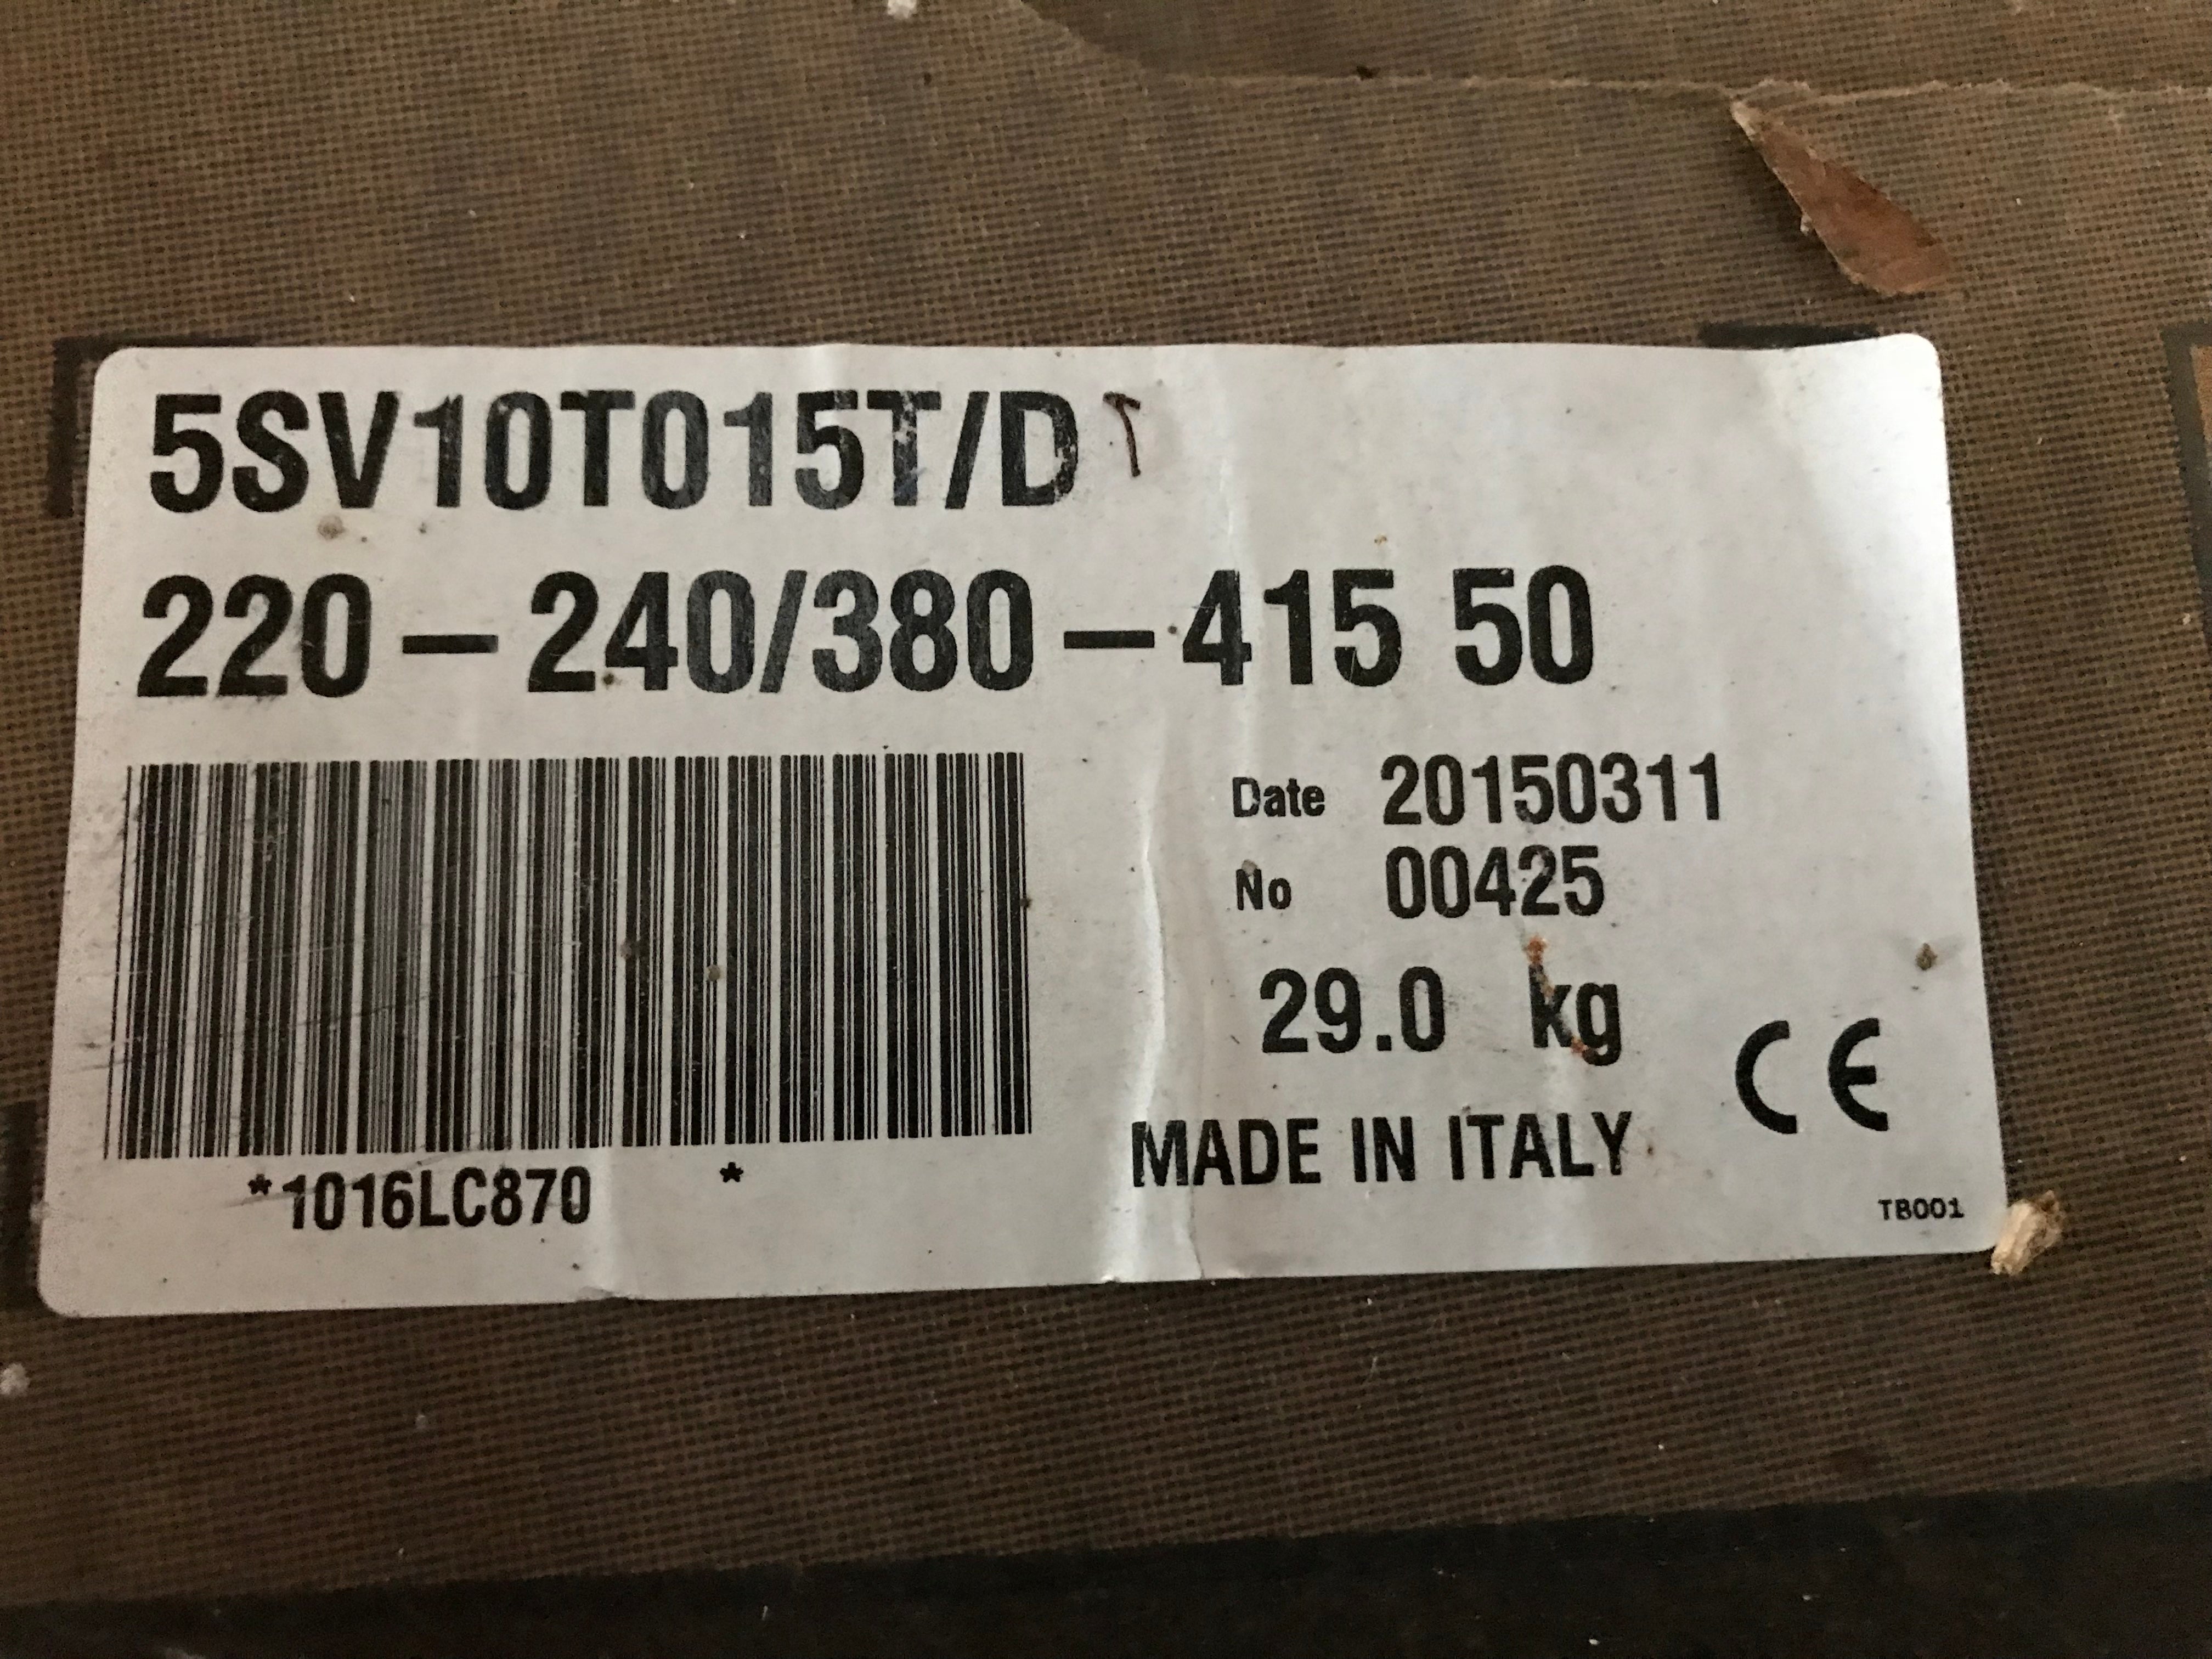 5SV10T015T/D
220-240/380-415 50
Date 20150311
No 00425
29.0 kg
MADE IN ITALY
CE
*1016LC870 *
TB001